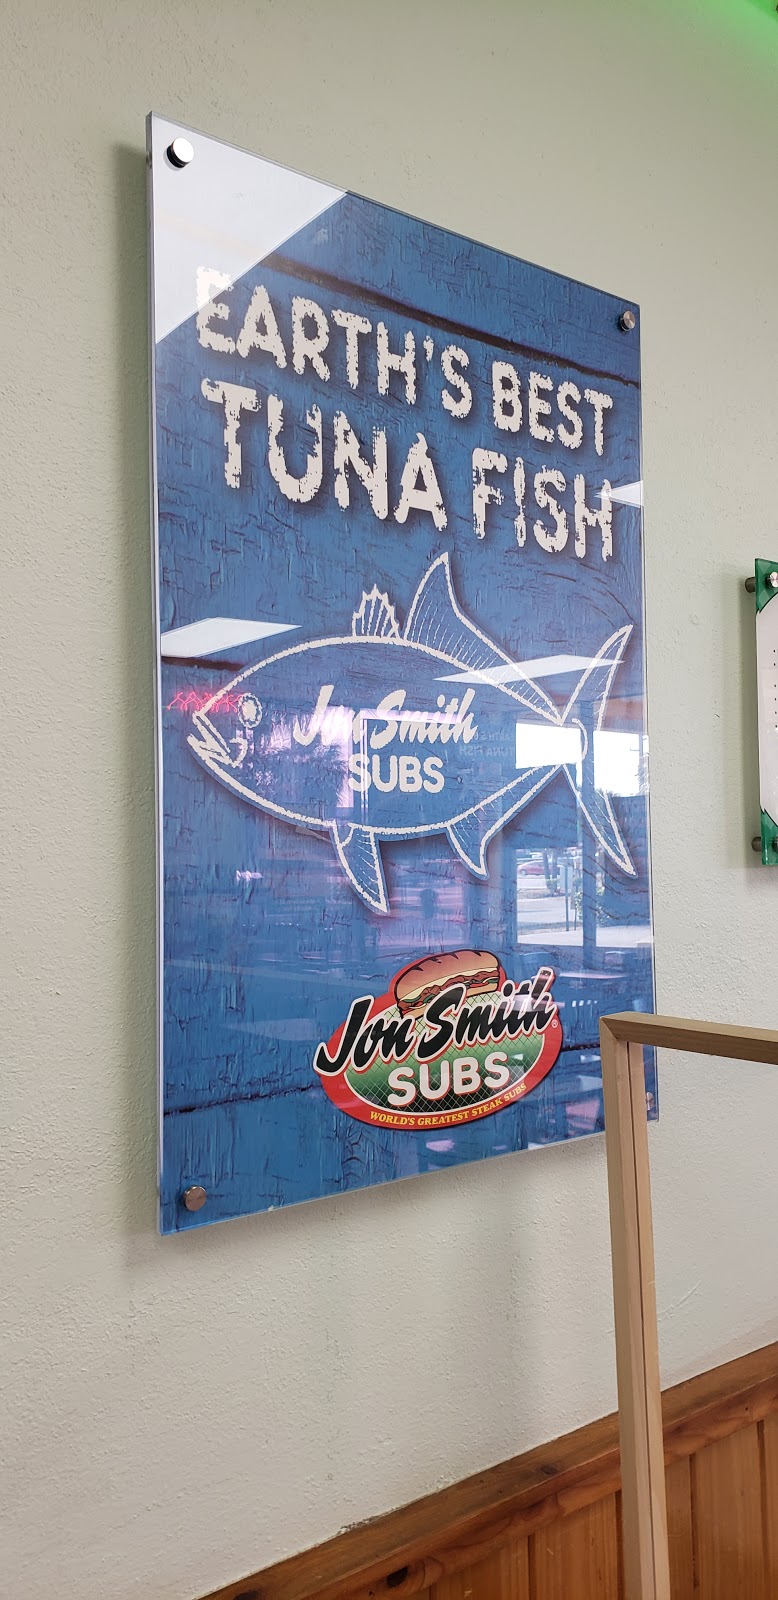 EARTH'S BEST
TUNA FISH
Jon Smith
SUBS
Jon Smith®
SUBS
WORLD'S GREATEST STEAK SUBS